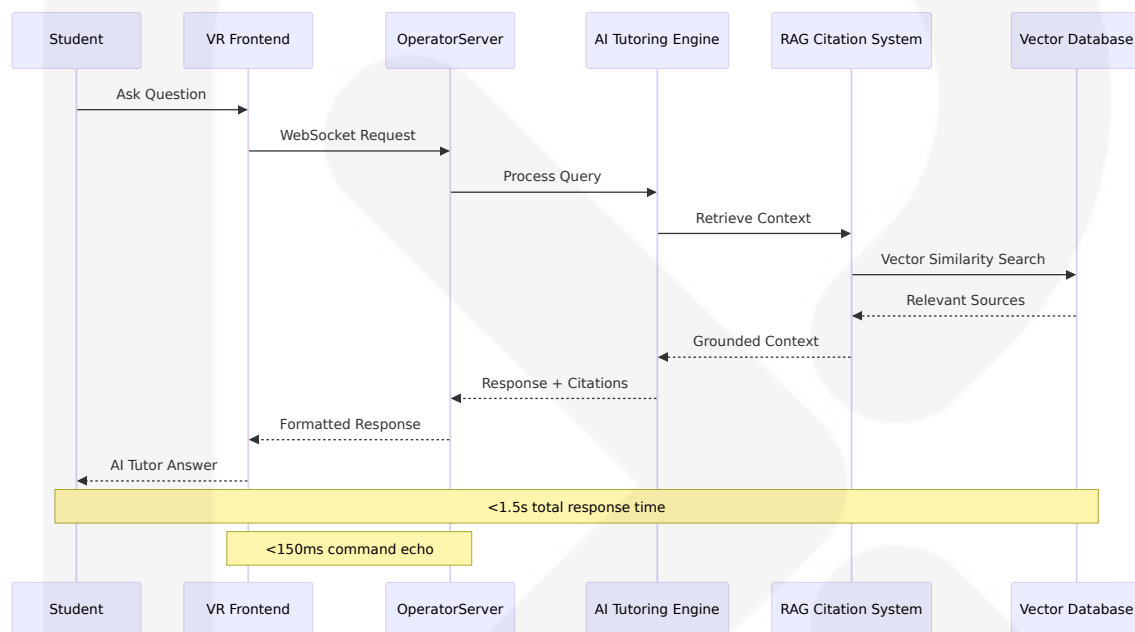 Student
VR Frontend
OperatorServer
AI Tutoring Engine
RAG Citation System
Vector Database
Ask Question
WebSocket Request
Process Query
Retrieve Context
Vector Similarity Search
Relevant Sources
Grounded Context
Response + Citations
Formatted Response
AI Tutor Answer
<1.5s total response time
<150ms command echo
Student
VR Frontend
OperatorServer
AI Tutoring Engine
RAG Citation System
Vector Database